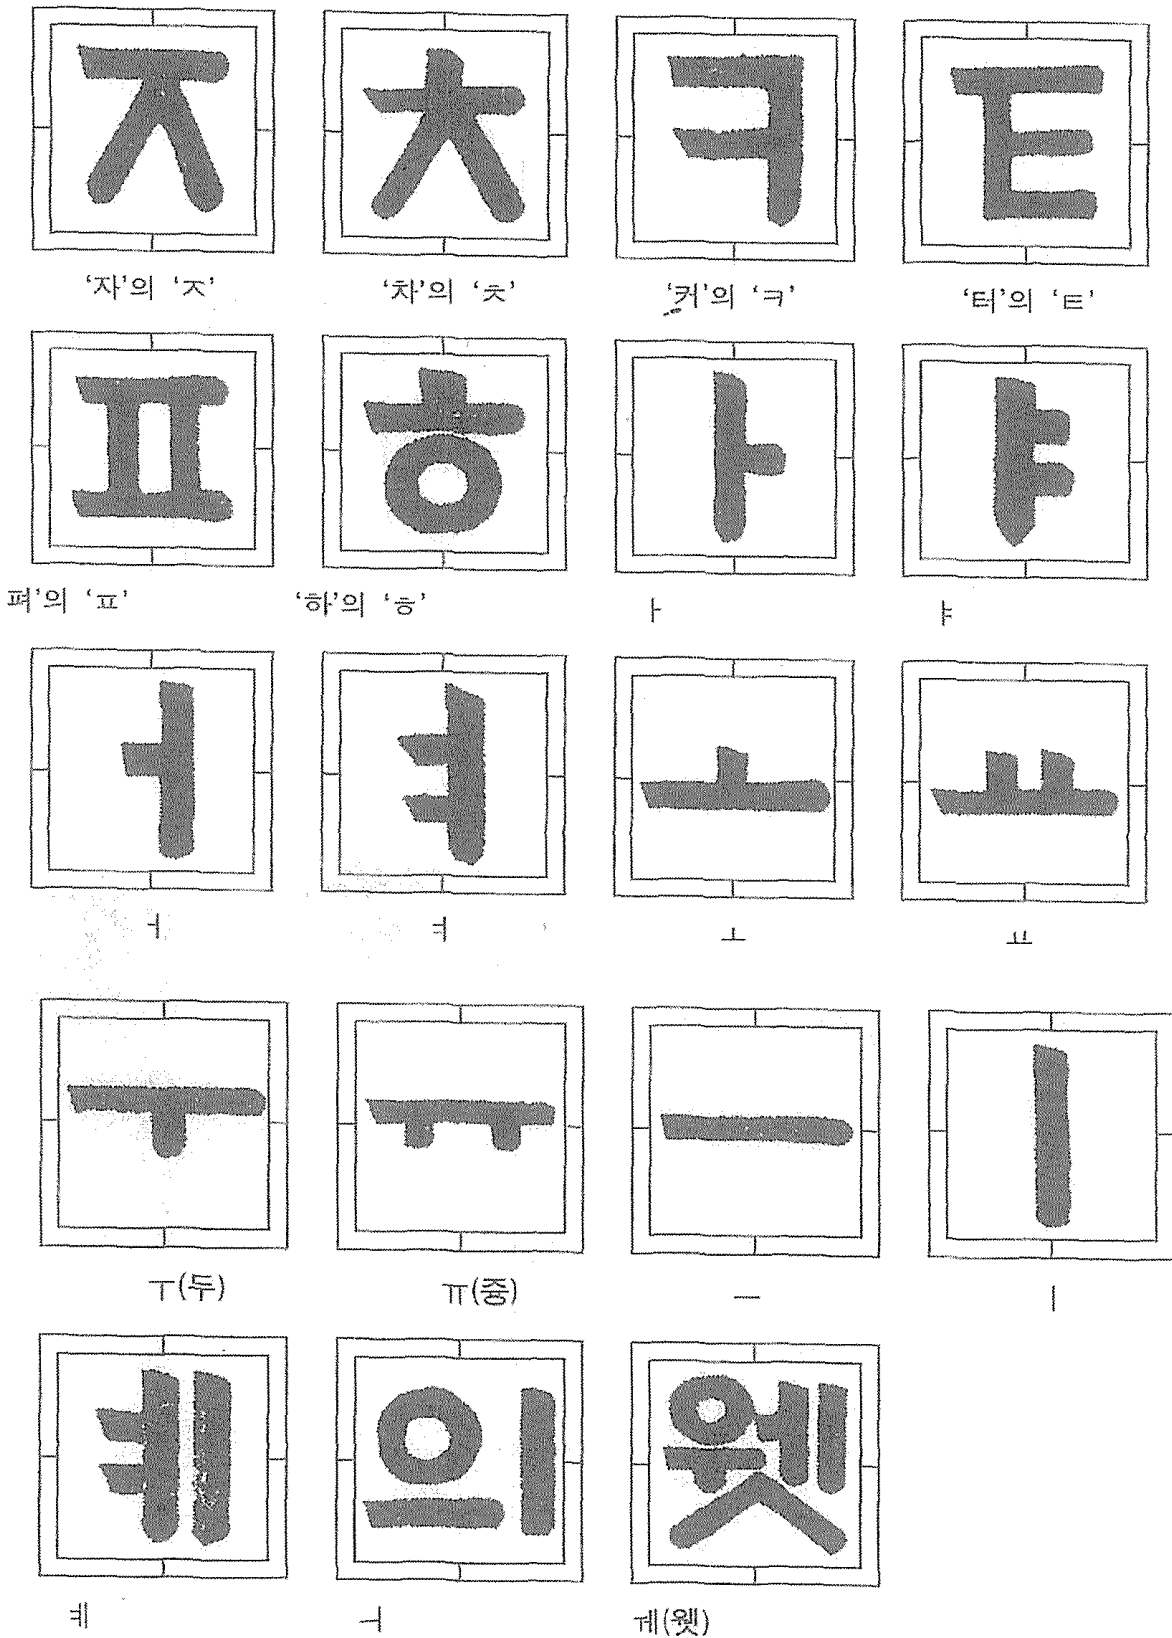 ㅈ ㅊ ㅋ ㅌ
‘자’의 ‘ㅈ’ ‘차’의 ‘ㅊ’ ‘커’의 ‘ㅋ’ ‘터’의 ‘ㅌ’
ㅍ ㅎ ㅏ ㅑ
퍼’의 ‘ㅍ’ ‘하’의 ‘ㅎ’ ㅏ ㅑ
ㅓ ㅕ ㅗ ㅛ
ㅓ ㅕ ㅗ ㅛ
ㅜ ㅠ ㅡ ㅣ
ㅜ(두) ㅠ(중) ㅡ ㅣ
ㅖ 의 웻
ㅖ ㅢ ㅞ(웻)